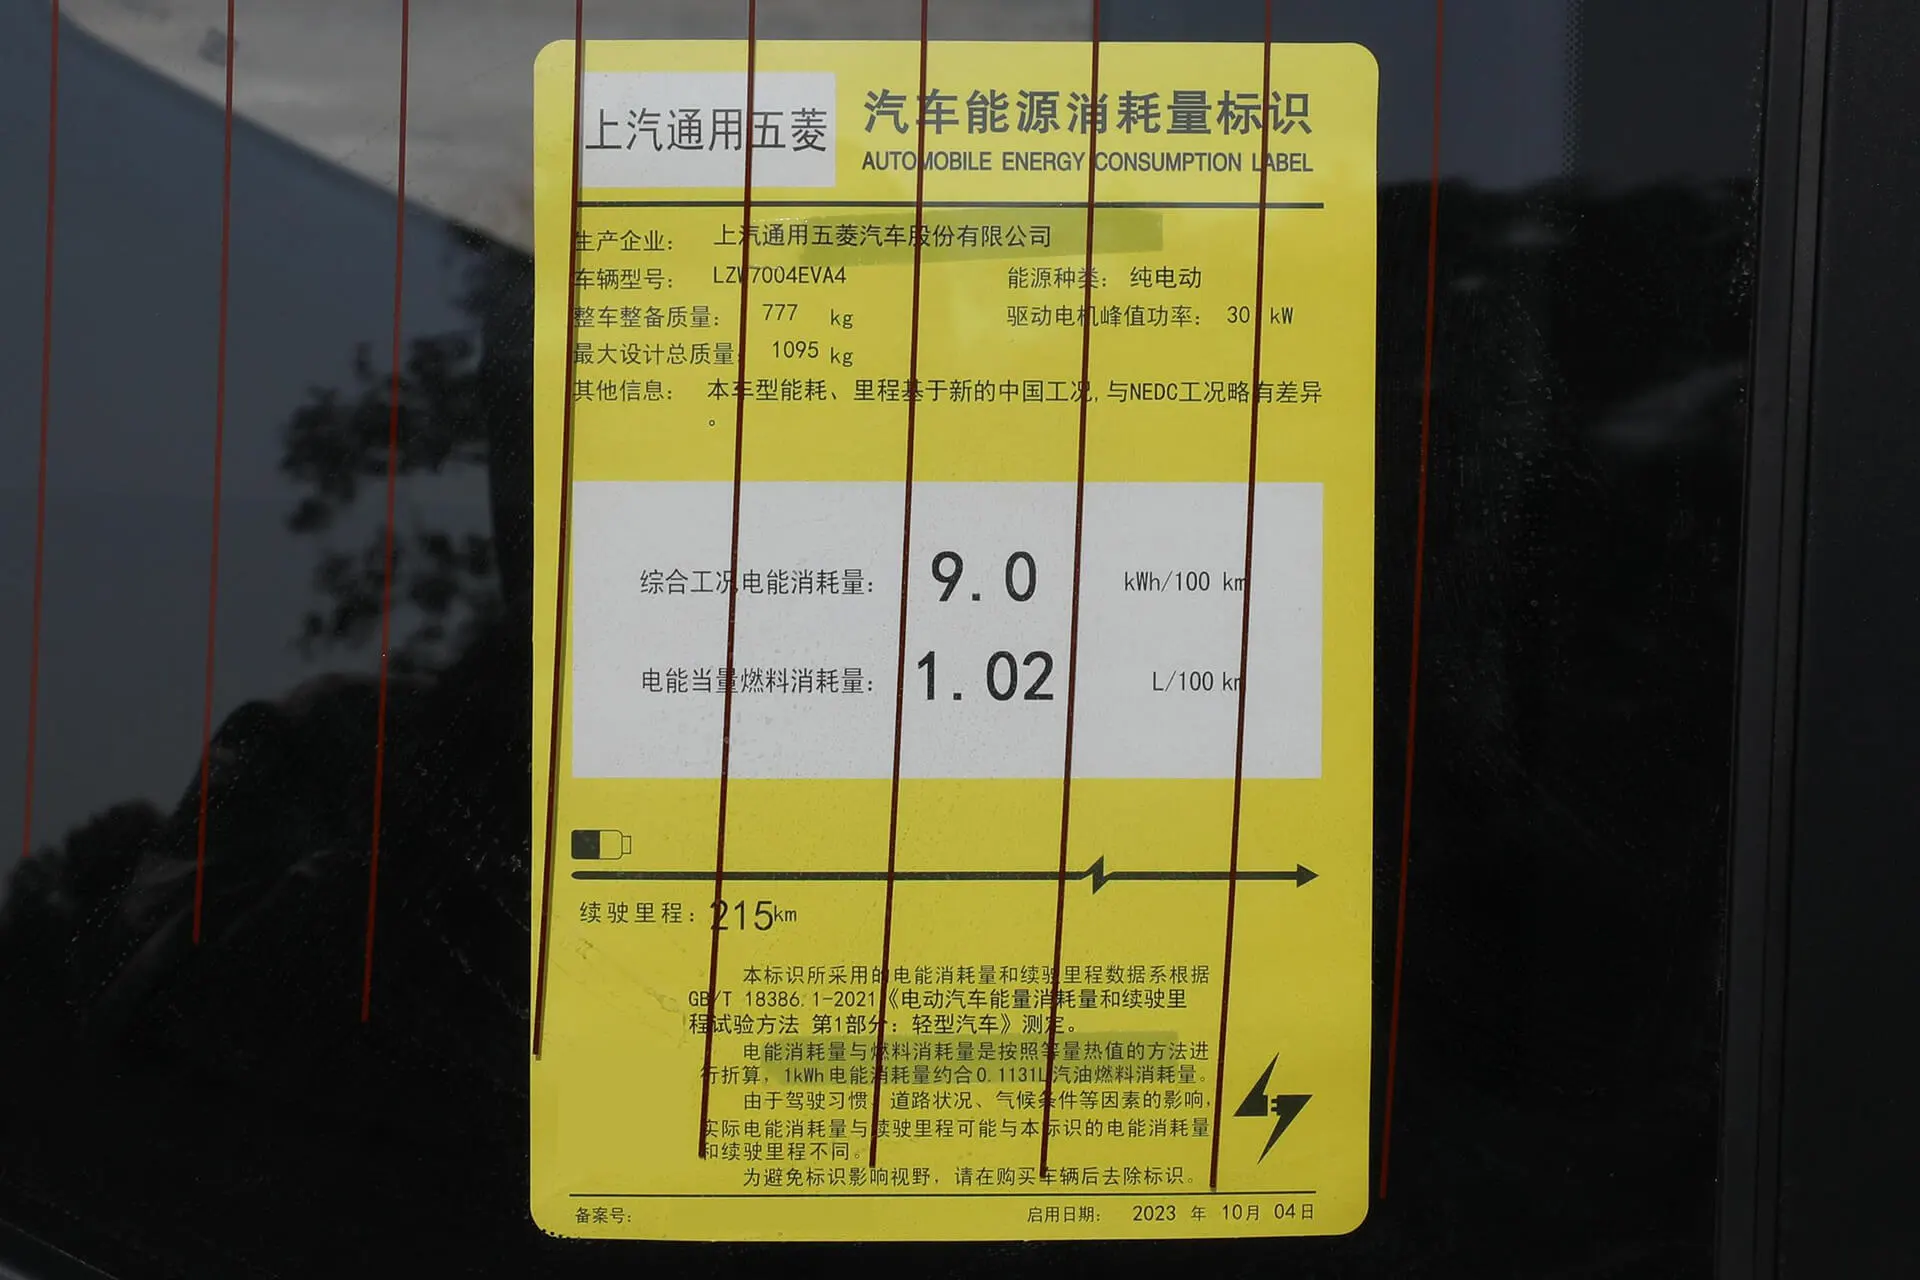 上汽通用五菱
汽车能源消耗量标识
AUTOMOBILE ENERGY CONSUMPTION LABEL
生产企业: 上汽通用五菱汽车股份有限公司
车辆型号: LZW7004EVA4 能源种类: 纯电动
整车整备质量: 777 kg 驱动电机峰值功率: 30 kW
最大设计总质量: 1095 kg
其他信息: 本车型能耗、里程基于新的中国工况,与NEDC工况略有差异
。
综合工况电能消耗量: 9.0 kWh/100 km
电能当量燃料消耗量: 1.02 L/100 km
续驶里程: 215km
本标识所采用的电能消耗量和续驶里程数据系根据
GB/T 18386.1-2021《电动汽车能量消耗量和续驶里
程试验方法 第1部分: 轻型汽车》测定。
电能消耗量与燃料消耗量是按照等量热值的方法进
行折算, 1kWh电能消耗量约合0.1131L汽油燃料消耗量。
由于驾驶习惯、道路状况、气候条件等因素的影响,
实际电能消耗量与续驶里程可能与本标识的电能消耗量
和续驶里程不同。
为避免标识影响视野, 请在购买车辆后去除标识。
备案号: 启用日期: 2023 年 10月 04日